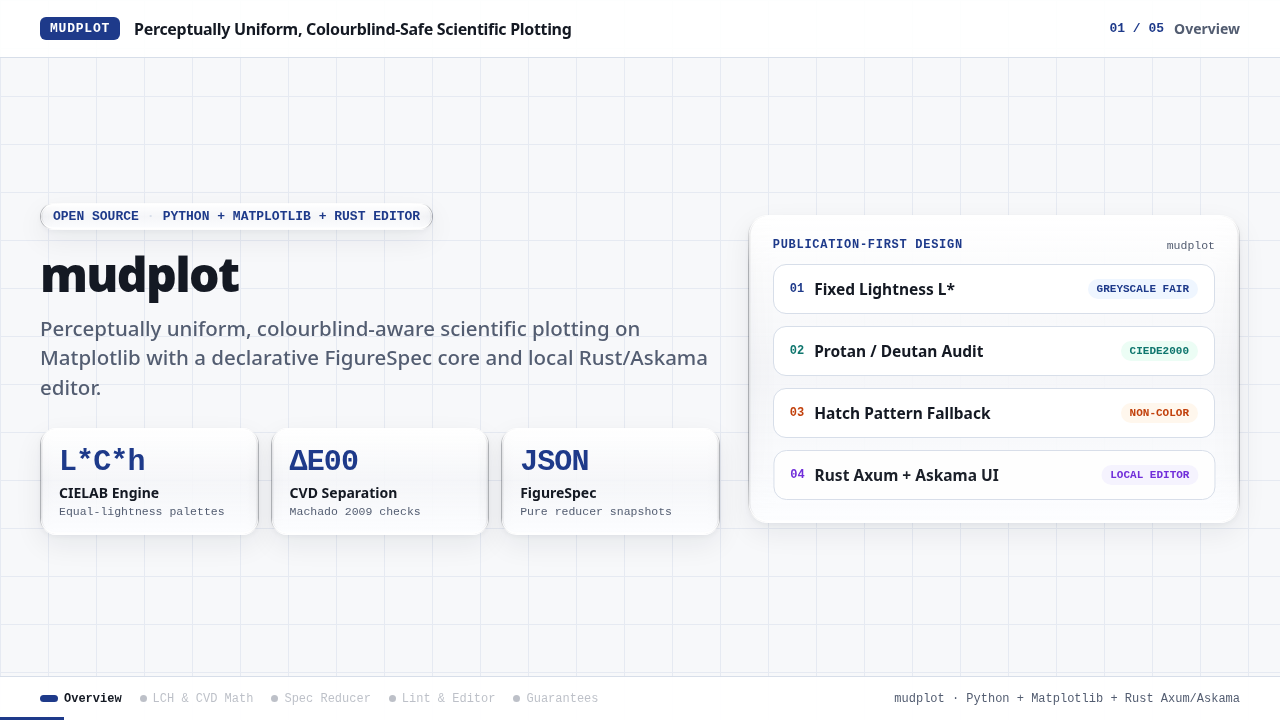 MUDPLOT Perceptually Uniform, Colourblind-Safe Scientific Plotting
01 / 05 Overview
OPEN SOURCE · PYTHON + MATPLOTLIB + RUST EDITOR
mudplot
Perceptually uniform, colourblind-aware scientific plotting on
Matplotlib with a declarative FigureSpec core and local Rust/Askama
editor.
L*C*h
CIELAB Engine
Equal-lightness palettes
ΔE00
CVD Separation
Machado 2009 checks
JSON
FigureSpec
Pure reducer snapshots
PUBLICATION-FIRST DESIGN mudplot
01 Fixed Lightness L* GREYSCALE FAIR
02 Protan / Deutan Audit CIEDE2000
03 Hatch Pattern Fallback NON-COLOR
04 Rust Axum + Askama UI LOCAL EDITOR
Overview LCH & CVD Math Spec Reducer Lint & Editor Guarantees
mudplot · Python + Matplotlib + Rust Axum/Askama